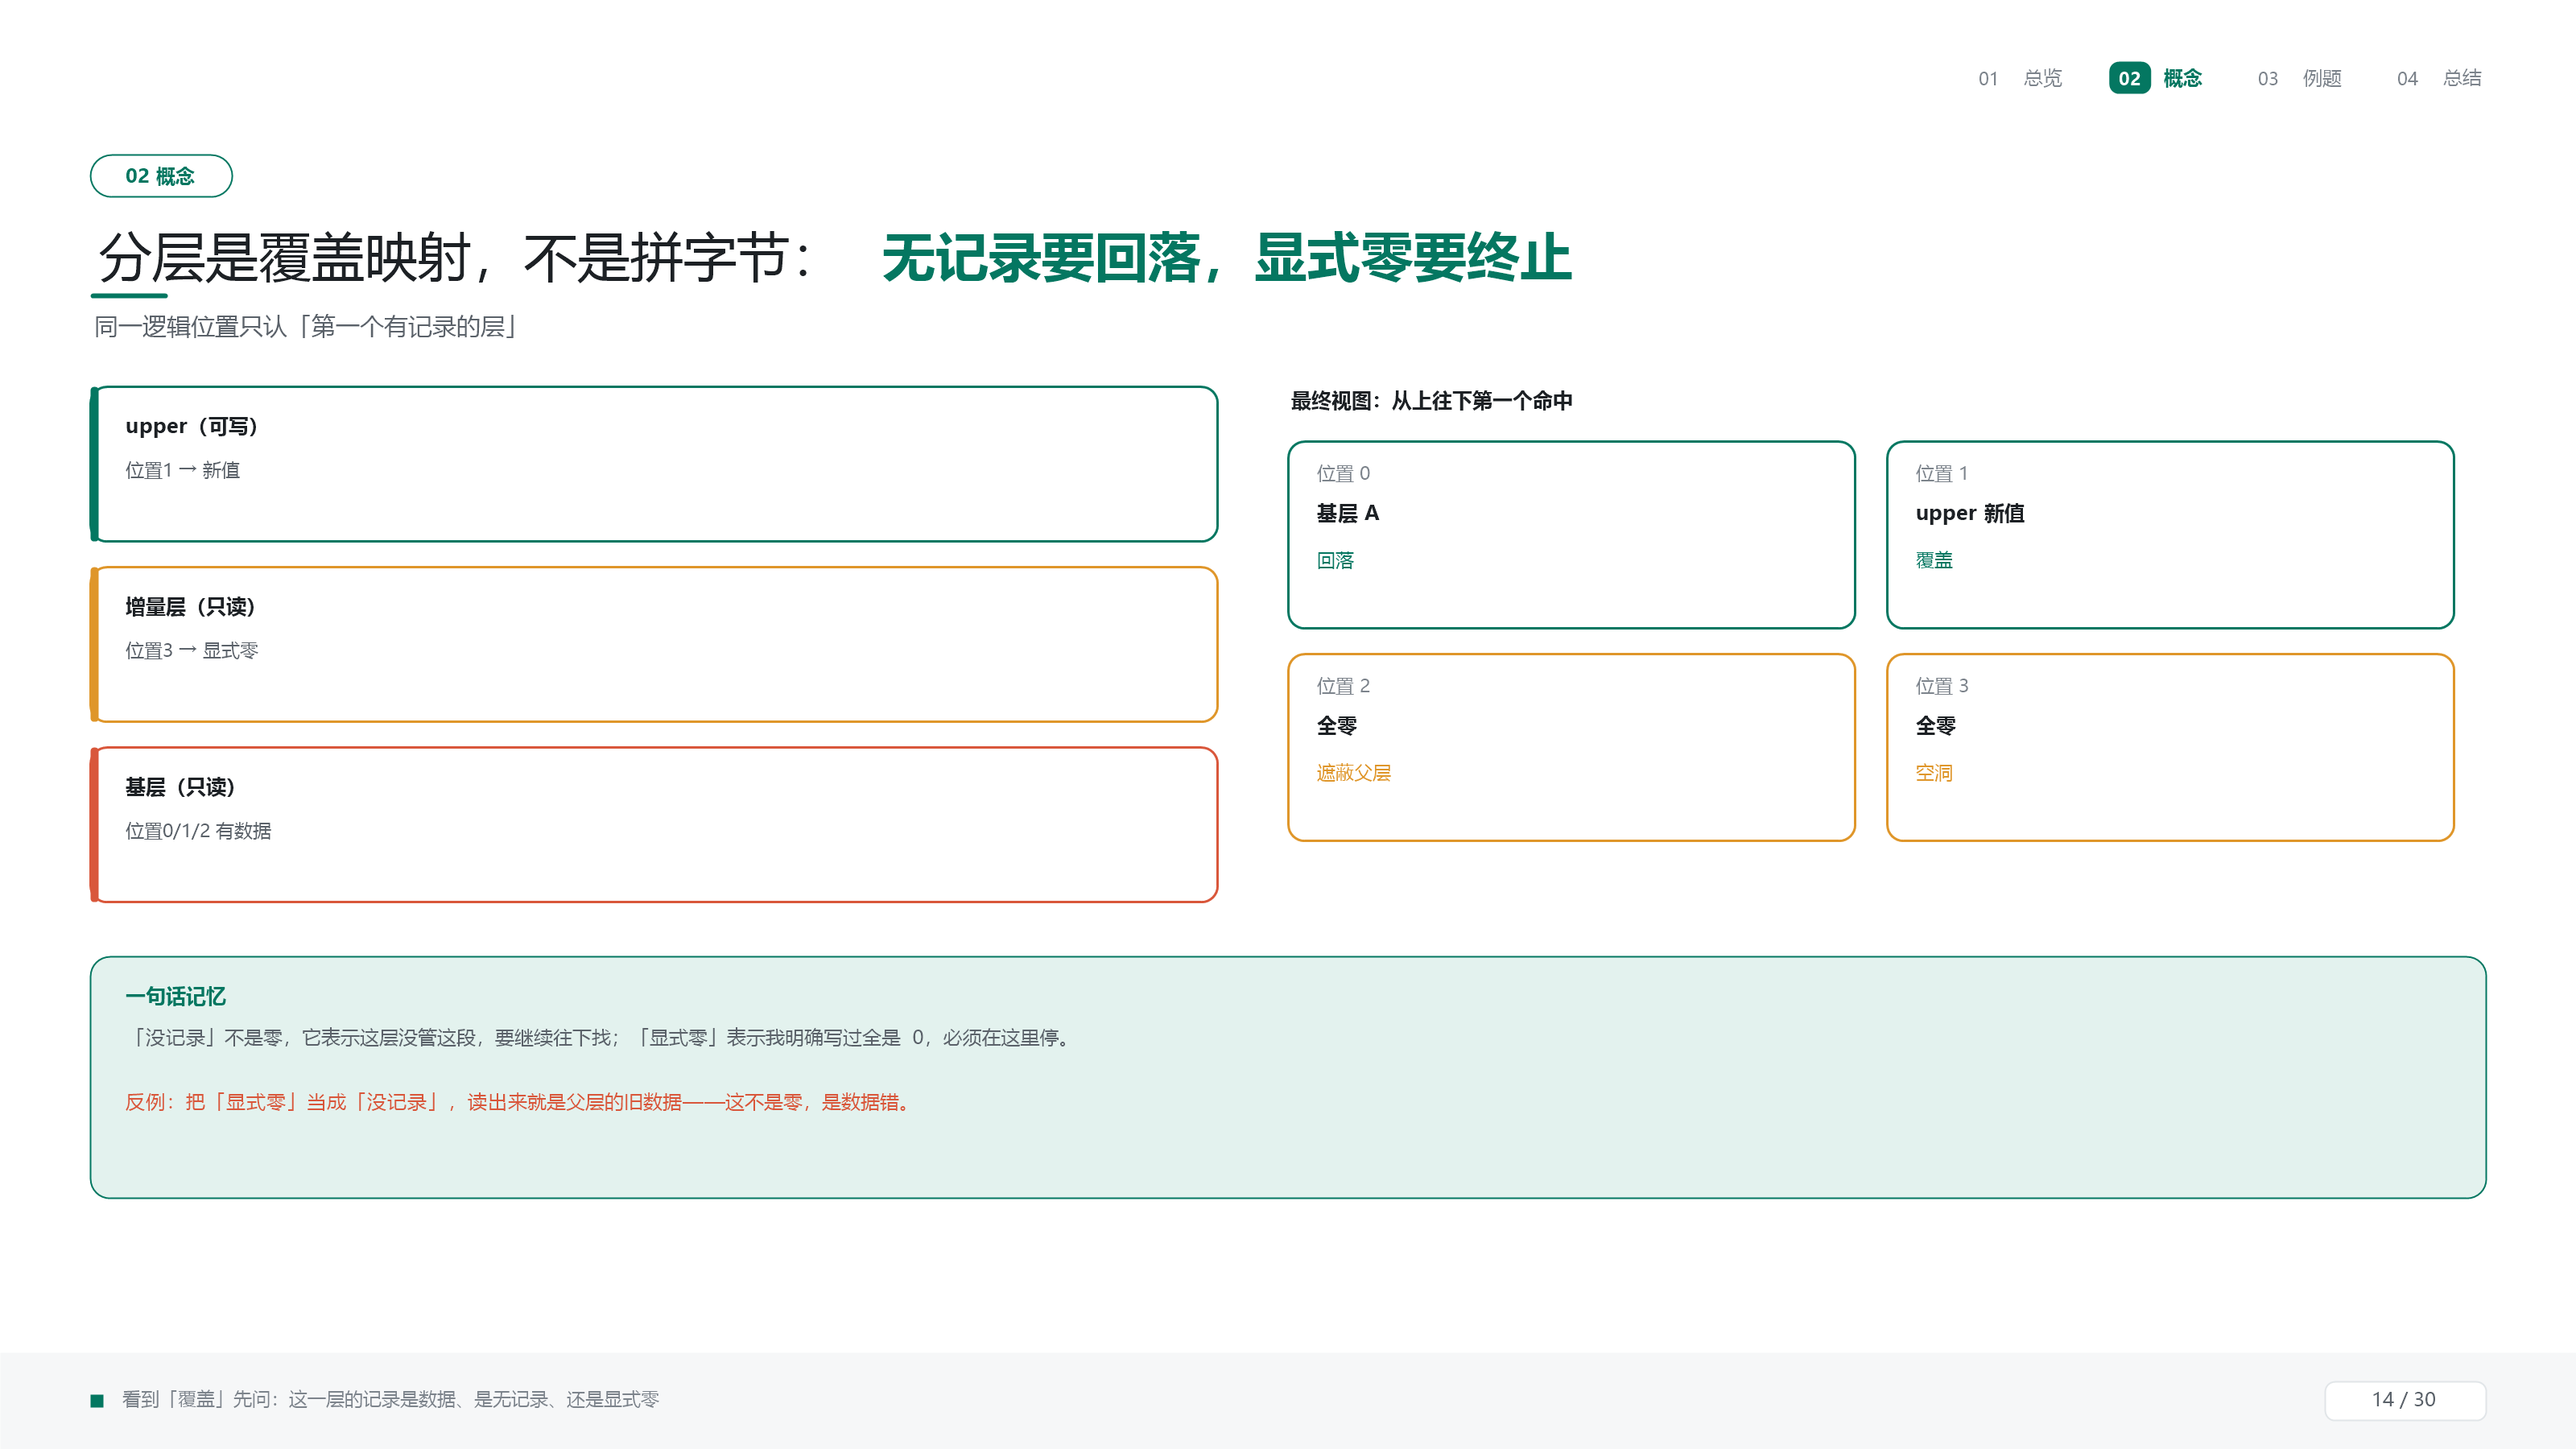 01 总览 02 概念 03 例题 04 总结
02 概念
分层是覆盖映射，不是拼字节： 无记录要回落，显式零要终止
同一逻辑位置只认「第一个有记录的层」
upper（可写）
位置1 → 新值
增量层（只读）
位置3 → 显式零
基层（只读）
位置0/1/2 有数据
最终视图：从上往下第一个命中
位置 0
基层 A
回落
位置 1
upper 新值
覆盖
位置 2
全零
遮蔽父层
位置 3
全零
空洞
一句话记忆
「没记录」不是零，它表示这层没管这段，要继续往下找；「显式零」表示我明确写过全是 0，必须在这里停。
反例：把「显式零」当成「没记录」，读出来就是父层的旧数据——这不是零，是数据错。
看到「覆盖」先问：这一层的记录是数据、是无记录、还是显式零
14 / 30